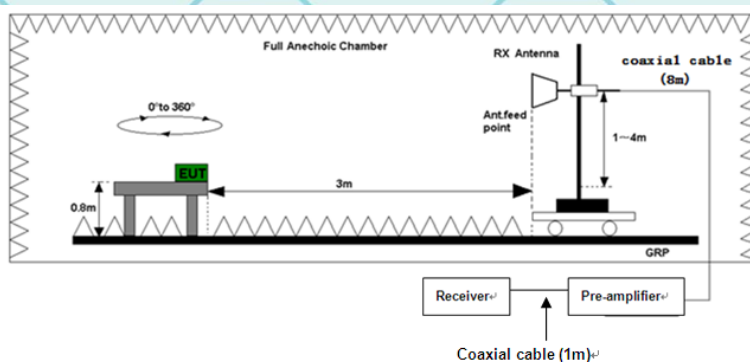 Full Anechoic Chamber
RX Antenna
coaxial cable
(8m)
0°to 360°
Ant.feed
point
1~4m
EUT
3m
0.8m
GRP
Receiver
Pre-amplifier
Coaxial cable (1m)